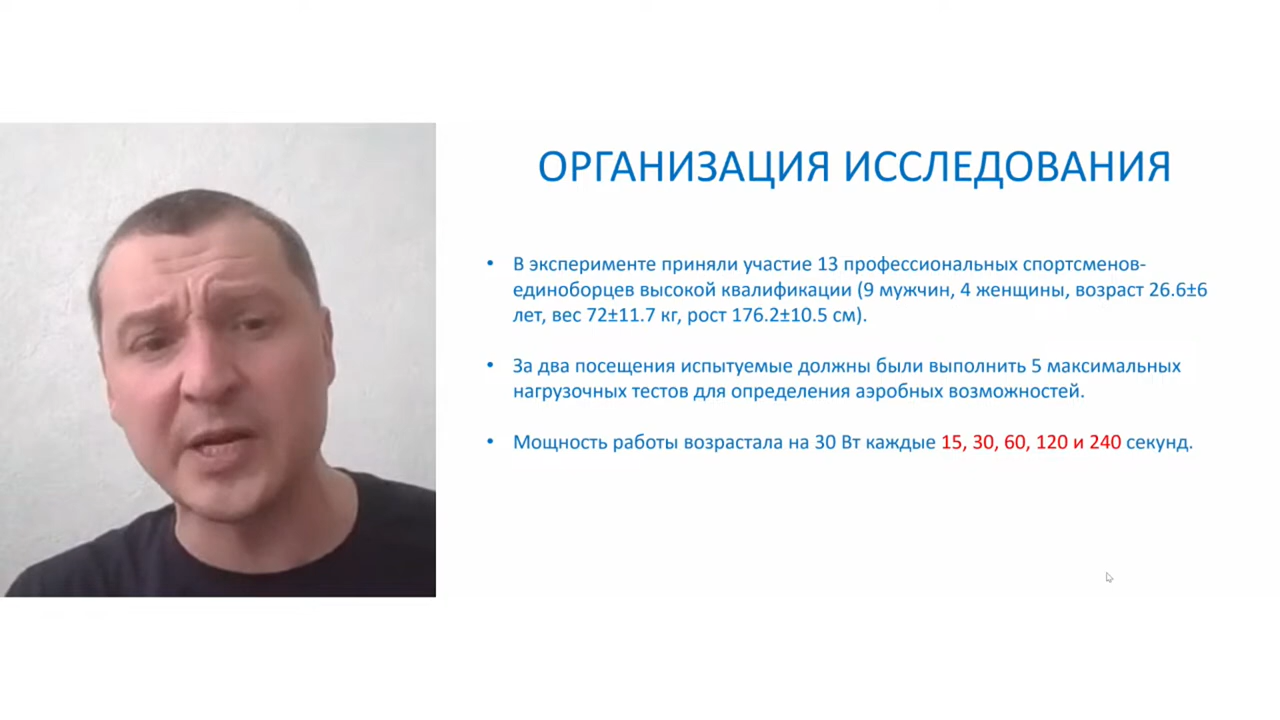 ОРГАНИЗАЦИЯ ИССЛЕДОВАНИЯ
• В эксперименте приняли участие 13 профессиональных спортсменов-
единоборцев высокой квалификации (9 мужчин, 4 женщины, возраст 26.6±6
лет, вес 72±11.7 кг, рост 176.2±10.5 см).
• За два посещения испытуемые должны были выполнить 5 максимальных
нагрузочных тестов для определения аэробных возможностей.
• Мощность работы возрастала на 30 Вт каждые 15, 30, 60, 120 и 240 секунд.